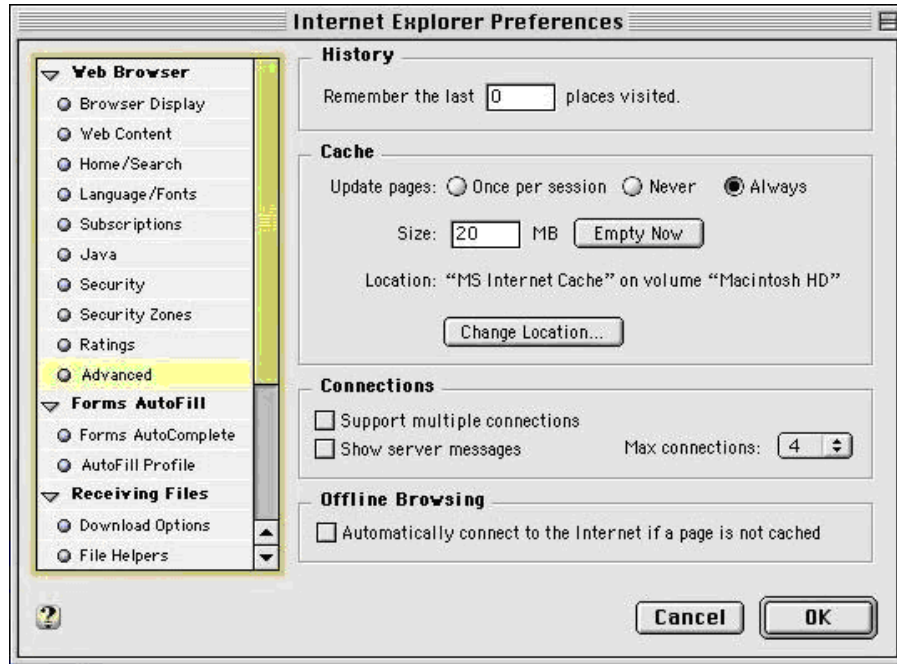 Internet Explorer Preferences
Web Browser
Browser Display
Web Content
Home/Search
Language/Fonts
Subscriptions
Java
Security
Security Zones
Ratings
Advanced
Forms AutoFill
Forms AutoComplete
AutoFill Profile
Receiving Files
Download Options
File Helpers
History
Remember the last 0 places visited.
Cache
Update pages: Once per session Never Always
Size: 20 MB Empty Now
Location: “MS Internet Cache” on volume “Macintosh HD”
Change Location...
Connections
Support multiple connections
Show server messages Max connections: 4
Offline Browsing
Automatically connect to the Internet if a page is not cached
?
Cancel OK